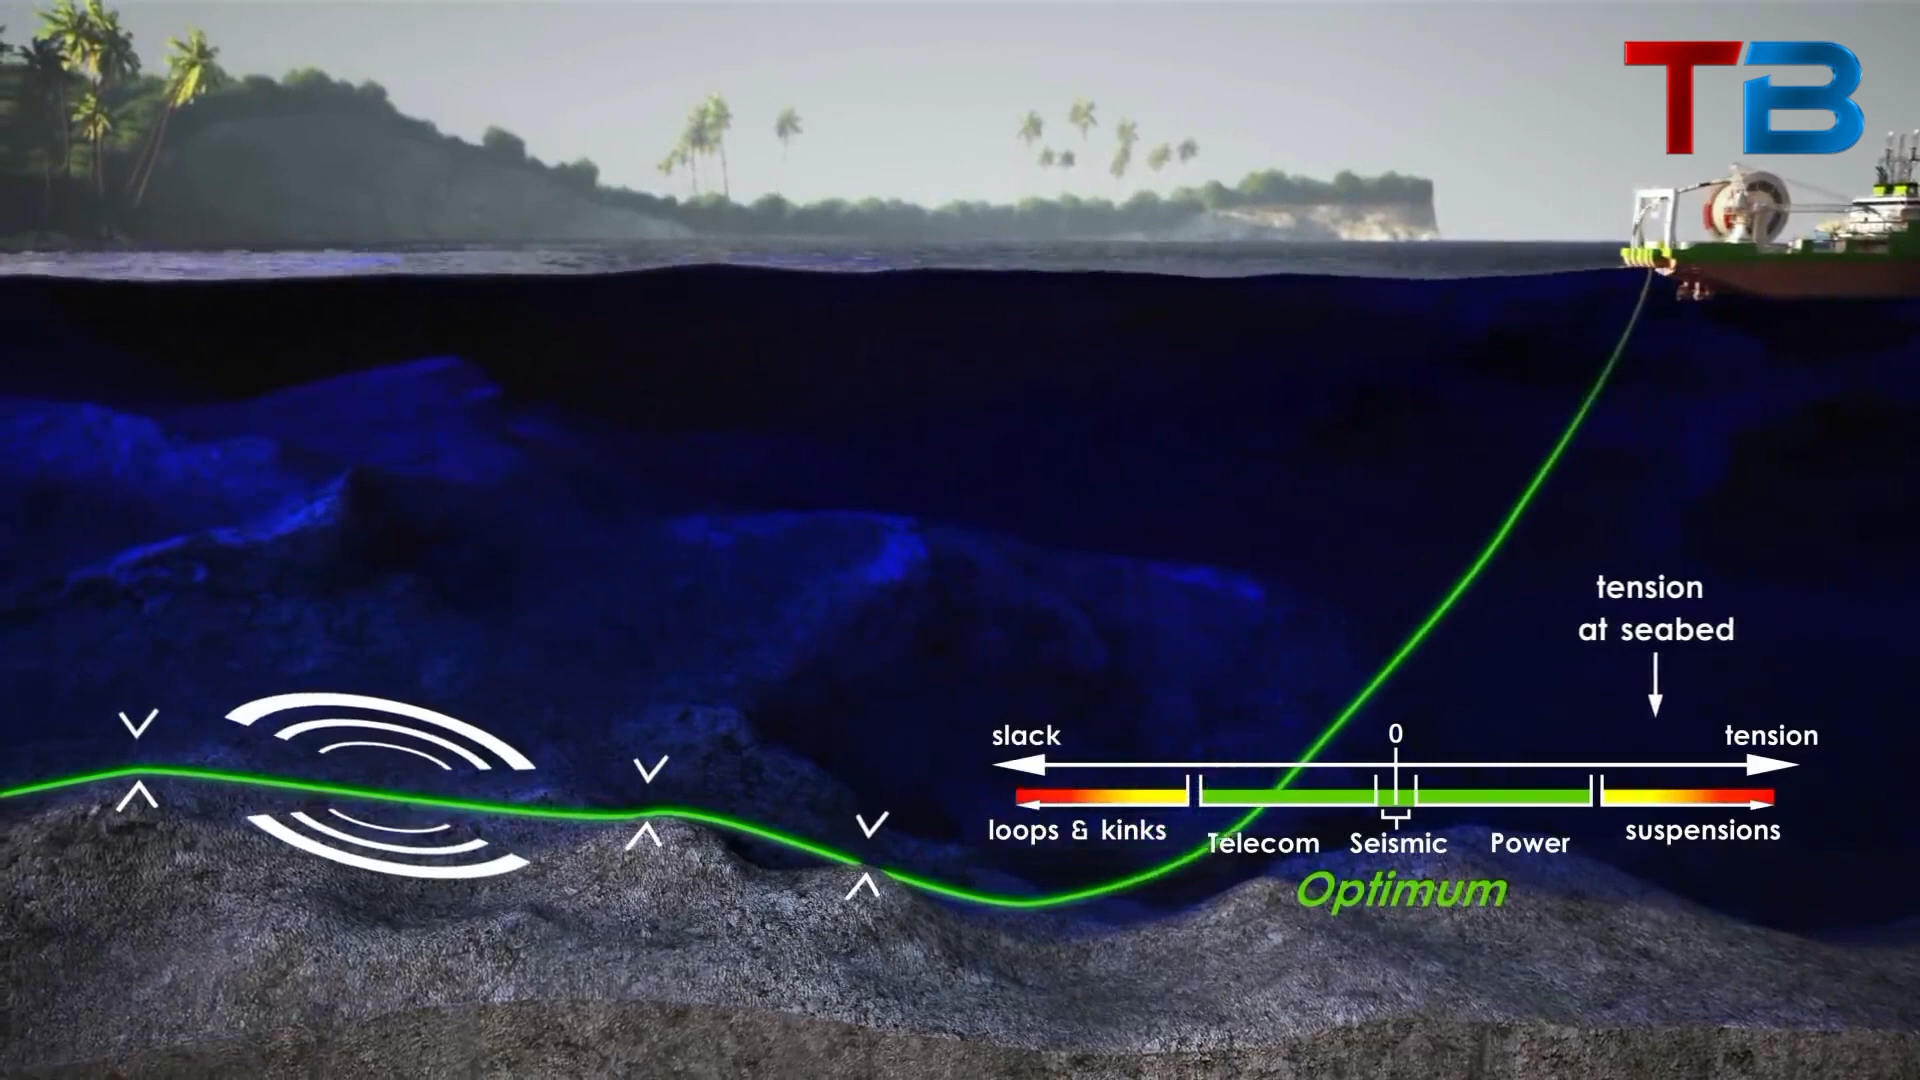 TB
tension
at seabed
slack 0 tension
loops & kinks Telecom Seismic Power suspensions
Optimum